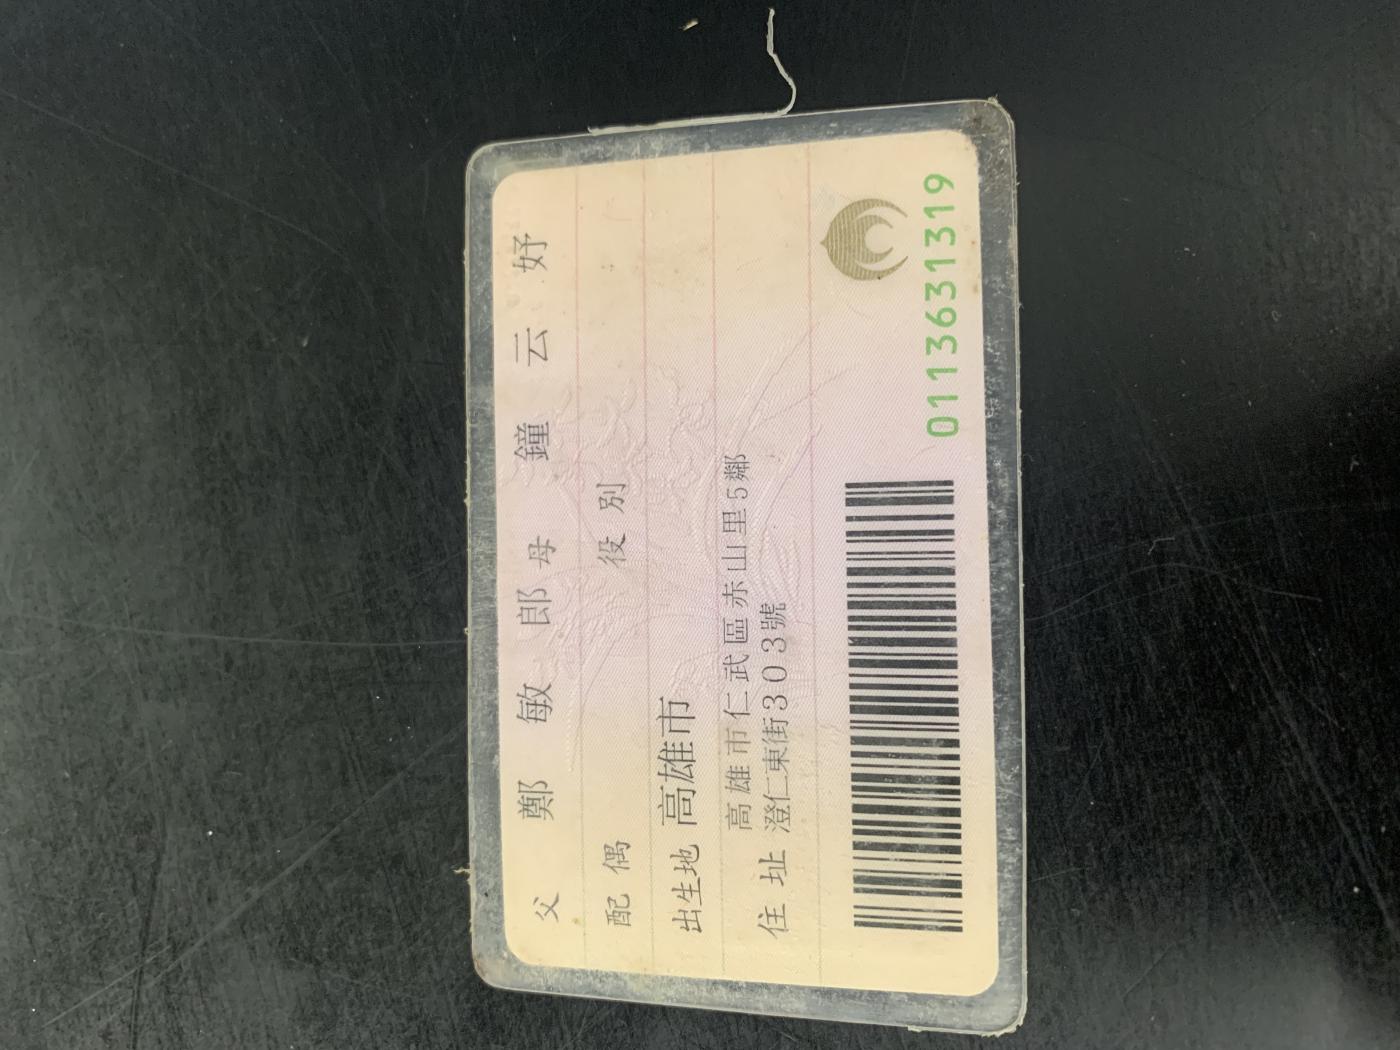 父 鄭敏郎 母 鐘云妤
配偶 役別
出生地 高雄市
住址 高雄市仁武區赤山里5鄰
澄仁東街303號
0113631319